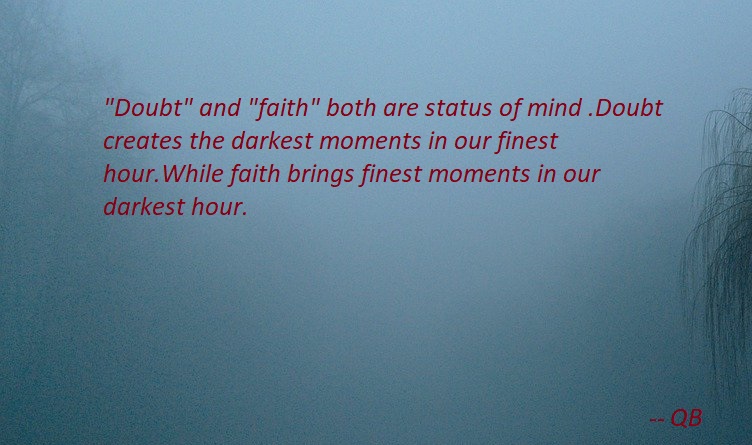 "Doubt" and "faith" both are status of mind .Doubt
creates the darkest moments in our finest
hour.While faith brings finest moments in our
darkest hour.
-- QB